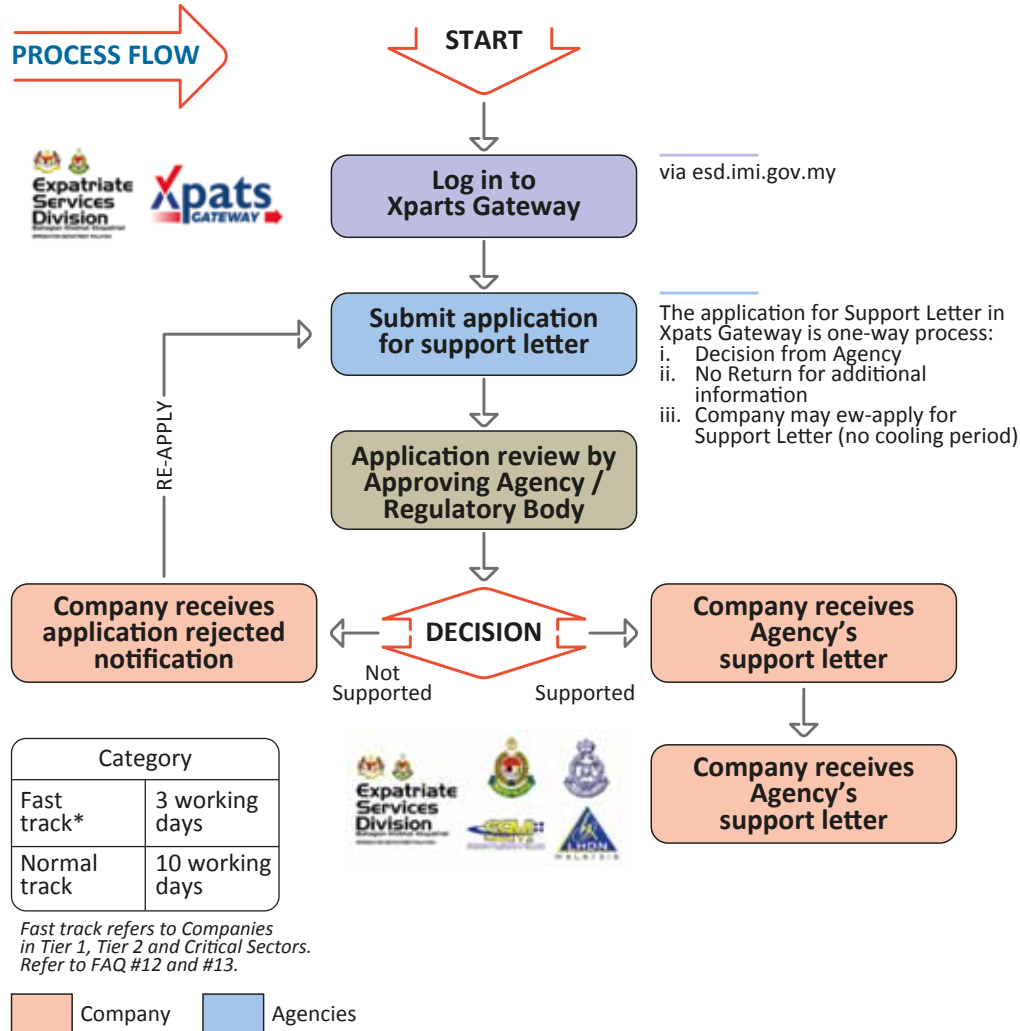 PROCESS FLOW
START
Expatriate
Services
Division
Xpats
GATEWAY
Log in to
Xparts Gateway
via esd.imi.gov.my
Submit application
for support letter
The application for Support Letter in
Xpats Gateway is one-way process:
i. Decision from Agency
ii. No Return for additional
information
iii. Company may ew-apply for
Support Letter (no cooling period)
RE-APPLY
Application review by
Approving Agency /
Regulatory Body
Company receives
application rejected
notification
DECISION
Not
Supported
Supported
Company receives
Agency's
support letter
Company receives
Agency's
support letter
Category
Fast
track*
3 working
days
Normal
track
10 working
days
Fast track refers to Companies
in Tier 1, Tier 2 and Critical Sectors.
Refer to FAQ #12 and #13.
Expatriate
Services
Division
LHDN
MALAYSIA
Company
Agencies